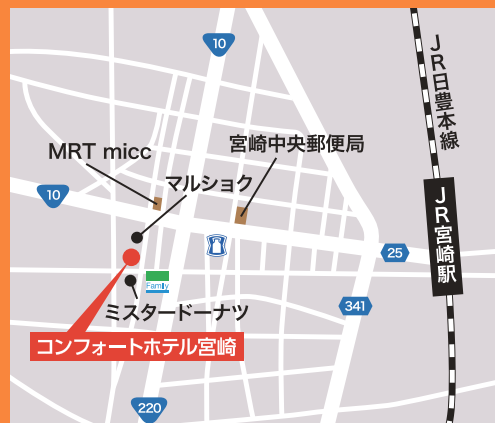 10
JR日豊本線
宮崎中央郵便局
MRT micc
マルショク
10
JR宮崎駅
25
Family
341
ミスタードーナツ
コンフォートホテル宮崎
220